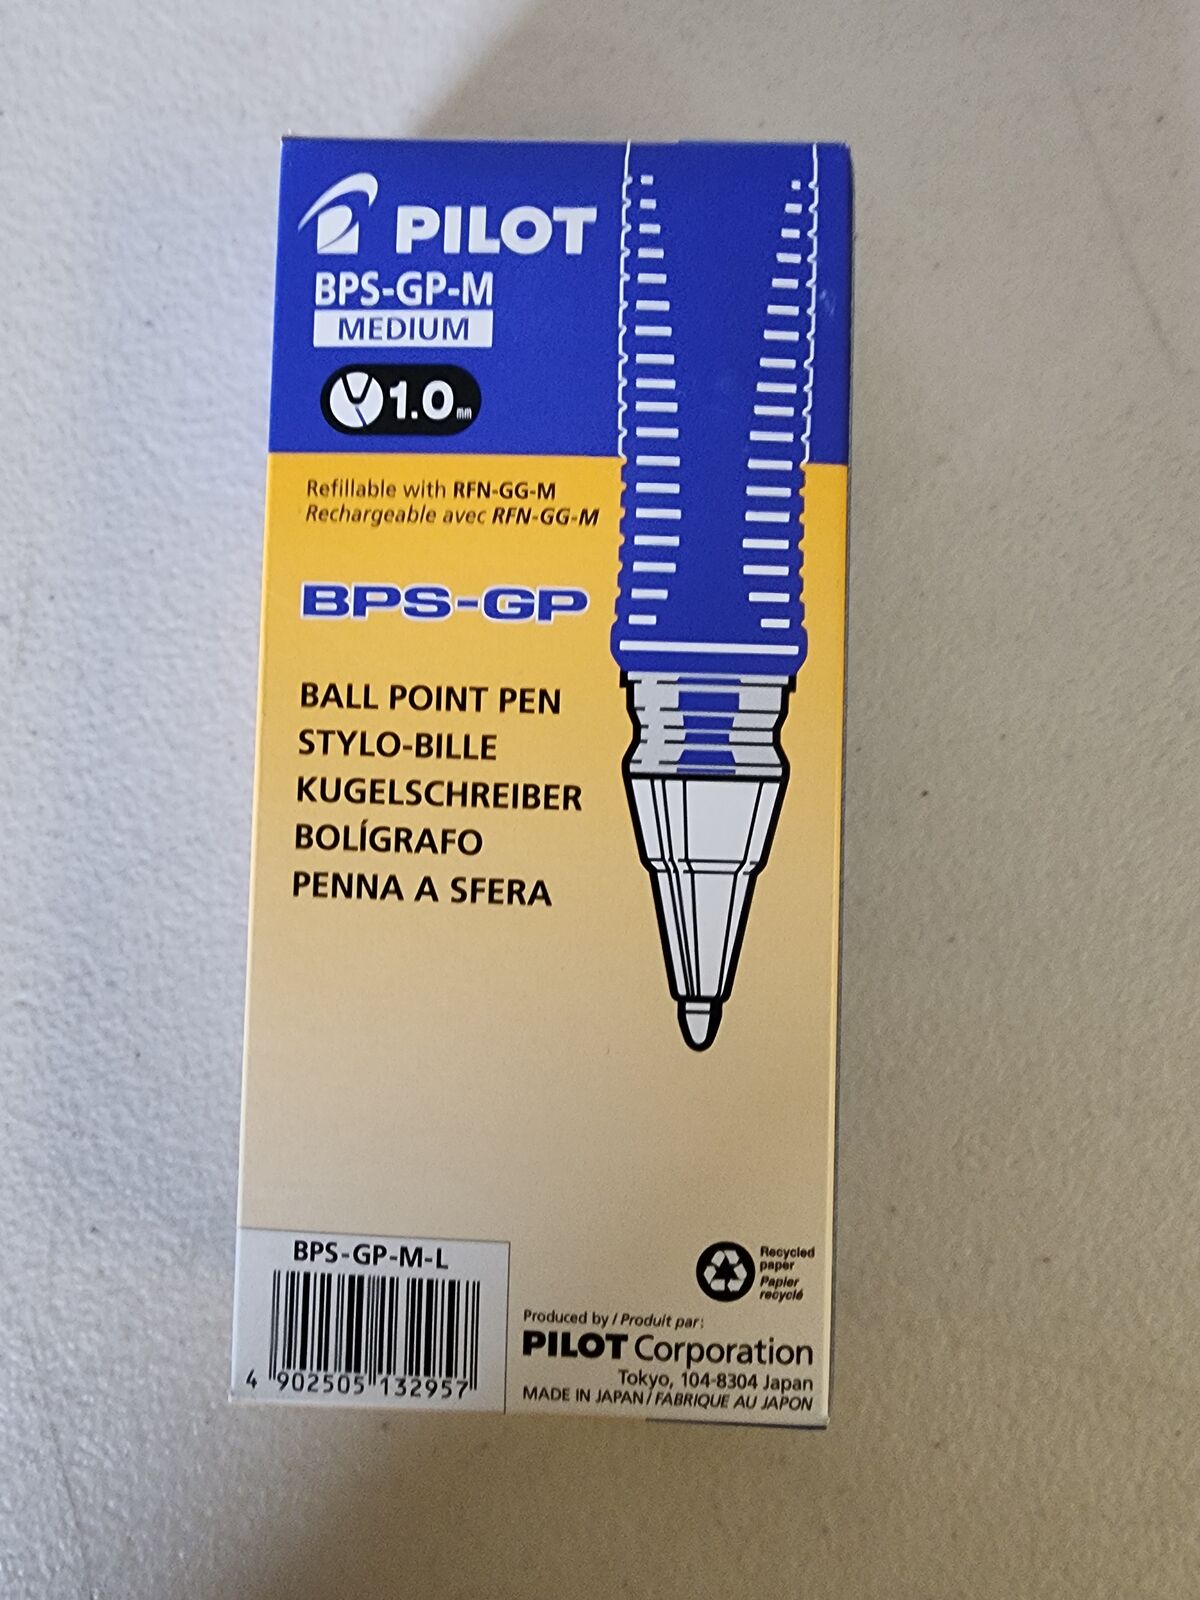 PILOT
BPS-GP-M
MEDIUM
1.0 mm
Refillable with RFN-GG-M
Rechargeable avec RFN-GG-M
BPS-GP
BALL POINT PEN
STYLO-BILLE
KUGELSCHREIBER
BOLÍGRAFO
PENNA A SFERA
BPS-GP-M-L
4 902505 132957
Recycled
paper
Papier
recyclé
Produced by / Produit par:
PILOT Corporation
Tokyo, 104-8304 Japan
MADE IN JAPAN / FABRIQUE AU JAPON